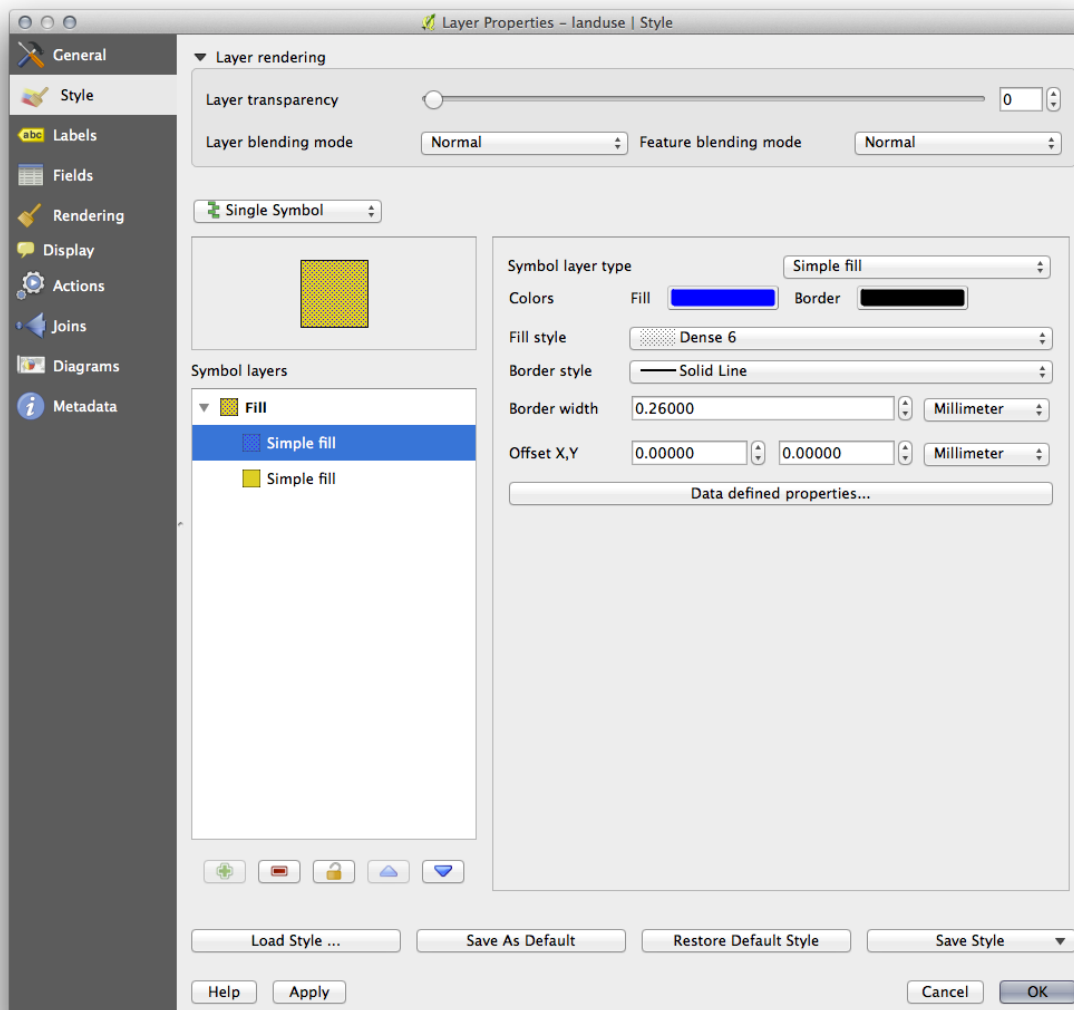 Layer Properties – landuse | Style
General
Style
abc Labels
Fields
Rendering
Display
Actions
Joins
Diagrams
i Metadata
Layer rendering
Layer transparency 0
Layer blending mode Normal Feature blending mode Normal
Single Symbol
Symbol layers
Fill
Simple fill
Simple fill
Symbol layer type Simple fill
Colors Fill Border
Fill style Dense 6
Border style Solid Line
Border width 0.26000 Millimeter
Offset X,Y 0.00000 0.00000 Millimeter
Data defined properties...
Load Style ... Save As Default Restore Default Style Save Style
Help Apply Cancel OK